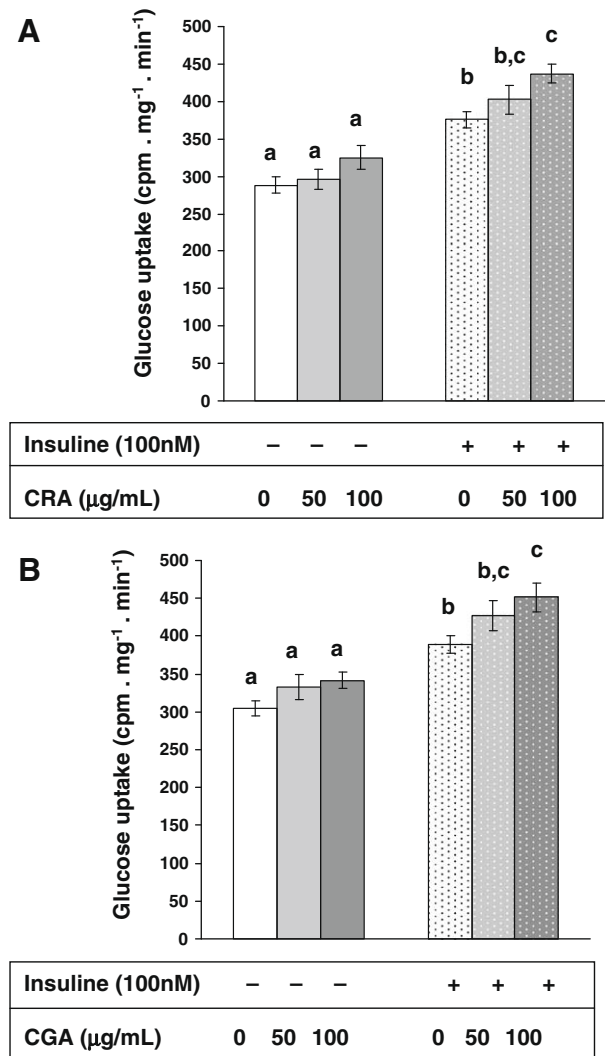 A
Glucose uptake (cpm . mg⁻¹ . min⁻¹)
500
450
400
350
300
250
200
150
100
50
0
a a a b b,c c
Insuline (100nM) – – – + + +
CRA (µg/mL) 0 50 100 0 50 100
B
Glucose uptake (cpm . mg⁻¹ . min⁻¹)
500
450
400
350
300
250
200
150
100
50
0
a a a b b,c c
Insuline (100nM) – – – + + +
CGA (µg/mL) 0 50 100 0 50 100